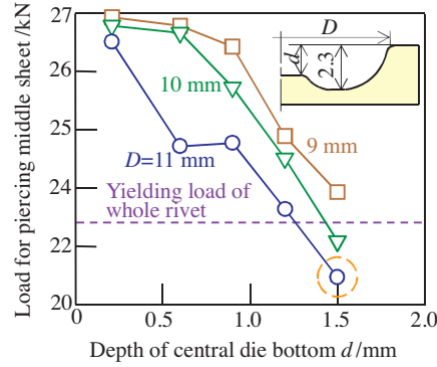 Load for piercing middle sheet /kN
27
26
25
24
23
22
20
D
d
2.3
10 mm
9 mm
D=11 mm
Yielding load of
whole rivet
0
0.5
1.0
1.5
2.0
Depth of central die bottom d/mm